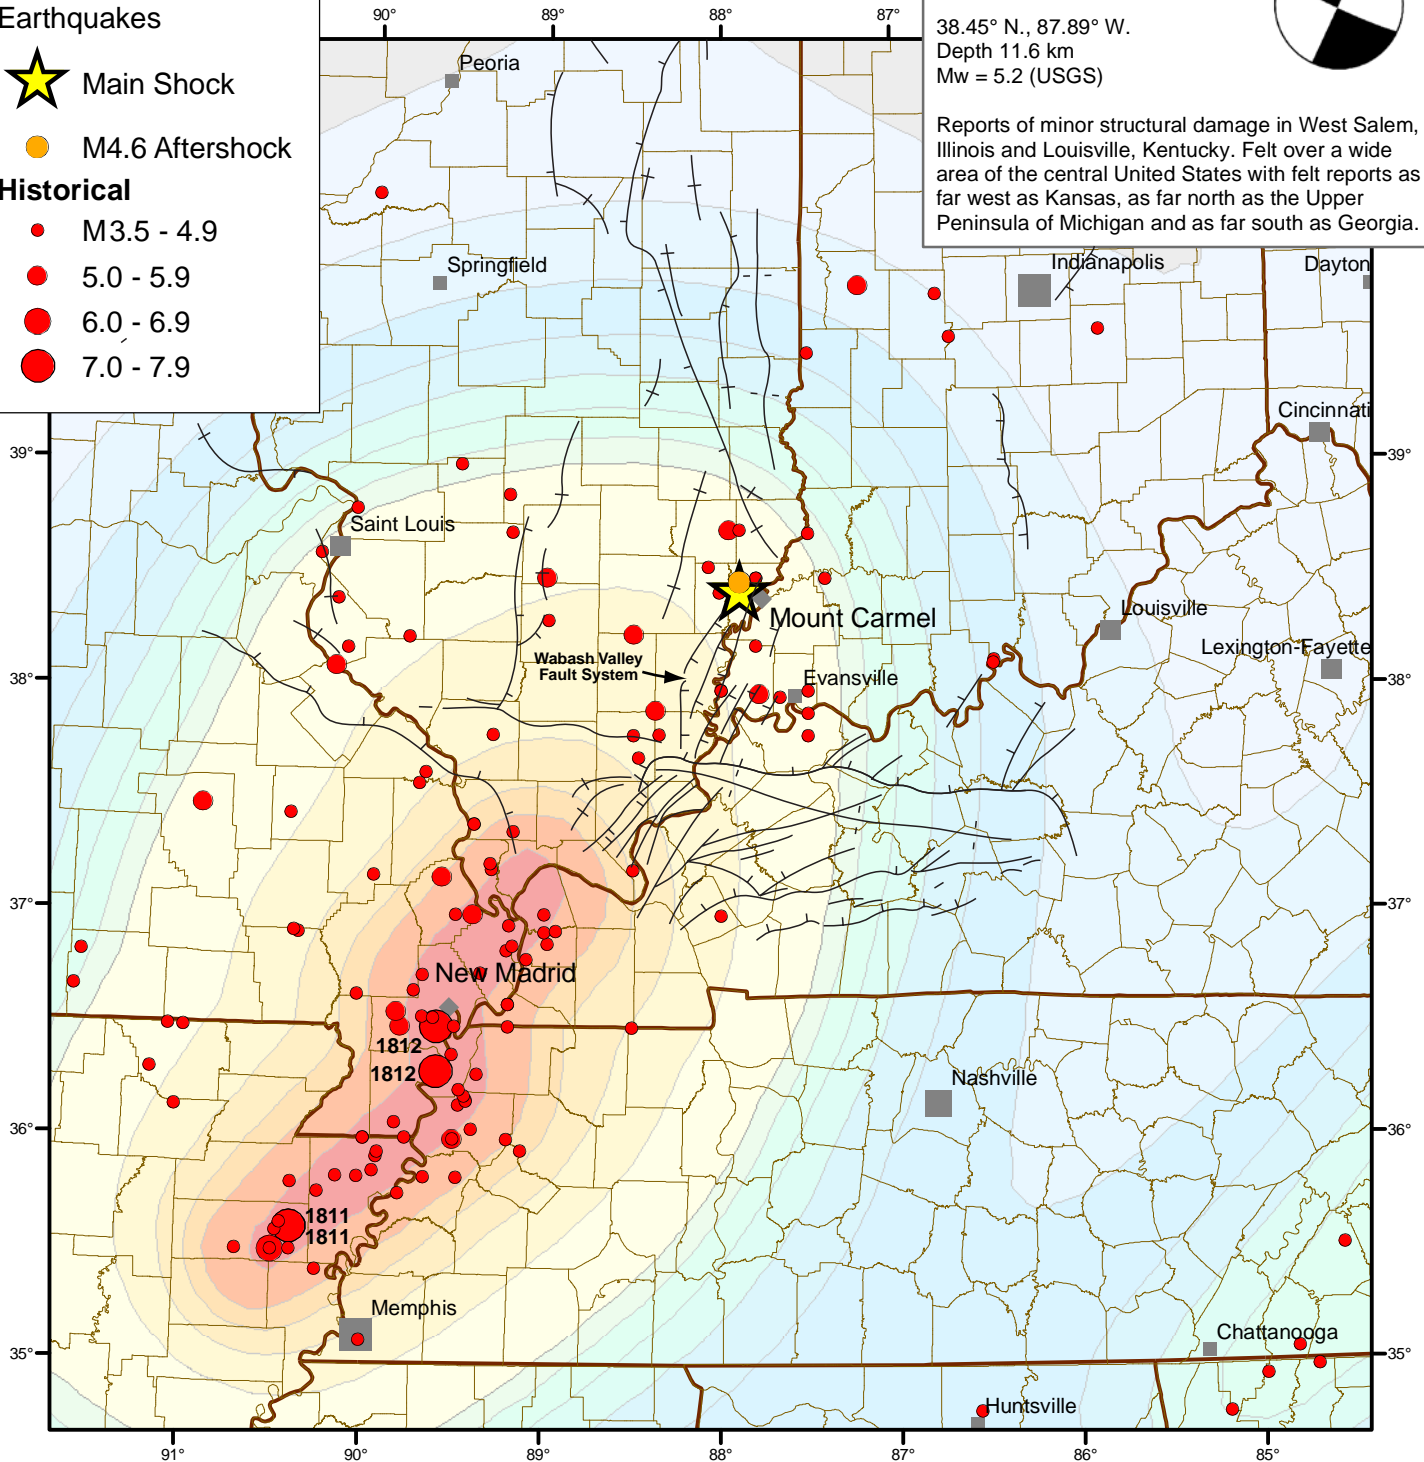 Earthquakes
Main Shock
M4.6 Aftershock
Historical
M3.5 - 4.9
5.0 - 5.9
6.0 - 6.9
7.0 - 7.9
90°
89°
88°
87°
38.45° N., 87.89° W.
Depth 11.6 km
Mw = 5.2 (USGS)
Reports of minor structural damage in West Salem,
Illinois and Louisville, Kentucky. Felt over a wide
area of the central United States with felt reports as
far west as Kansas, as far north as the Upper
Peninsula of Michigan and as far south as Georgia.
Peoria
Springfield
Indianapolis
Dayton
Cincinnati
39°
39°
Saint Louis
Mount Carmel
Louisville
Lexington-Fayette
Wabash Valley
Fault System
Evansville
38°
38°
37°
37°
New Madrid
1812
1812
Nashville
36°
36°
1811
1811
Memphis
Chattanooga
35°
35°
Huntsville
91°
90°
89°
88°
87°
86°
85°